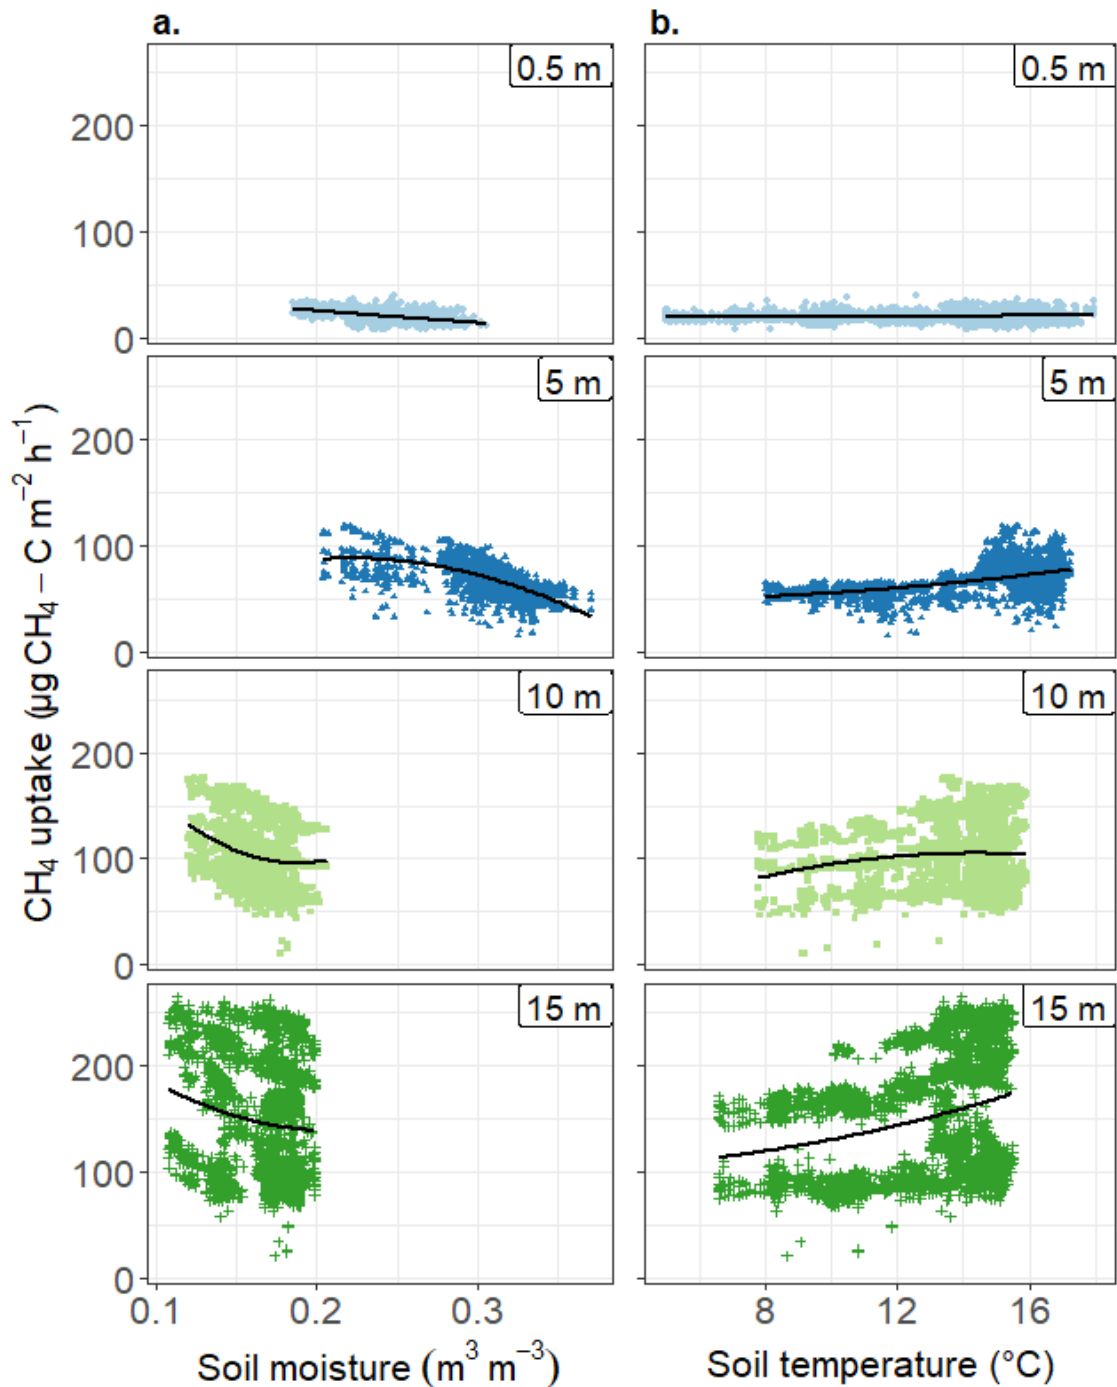 a.
b.
0.5 m
0.5 m
200
100
0
5 m
5 m
200
100
0
10 m
10 m
200
100
0
15 m
15 m
200
100
0
CH₄ uptake (µg CH₄ − C m⁻² h⁻¹)
0.1 0.2 0.3
8 12 16
Soil moisture (m³ m⁻³)
Soil temperature (°C)